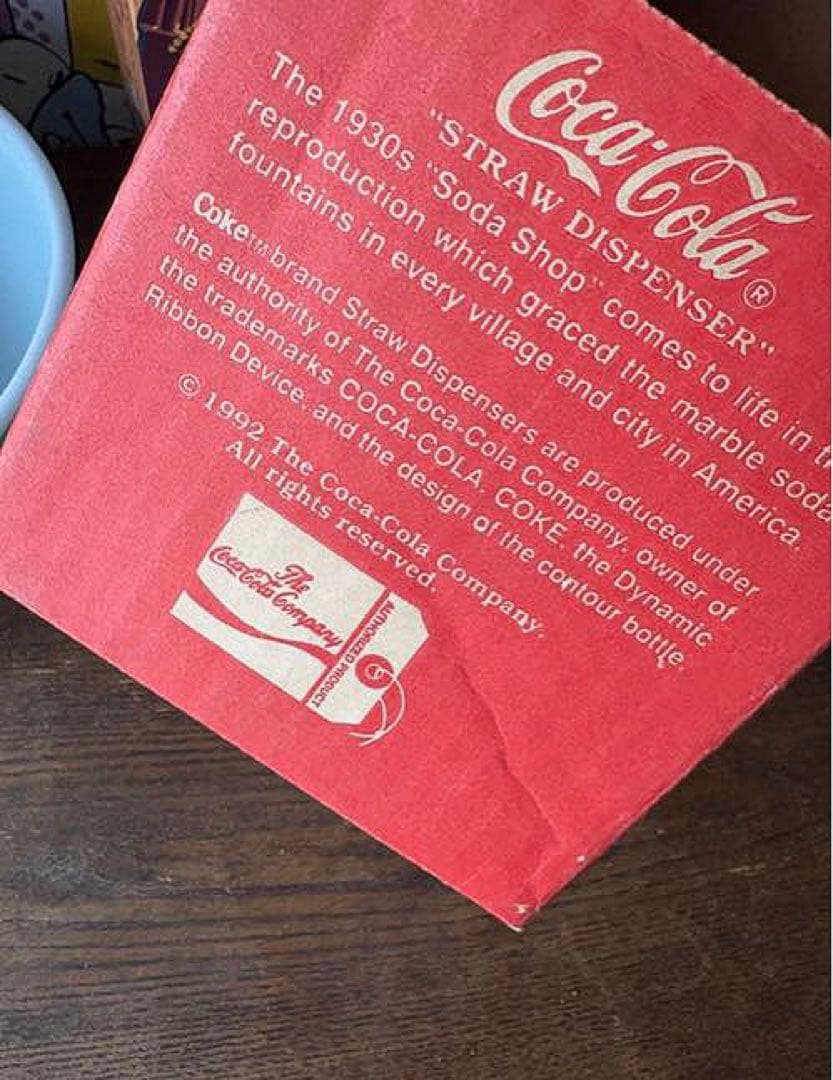 Coca-Cola®
"STRAW DISPENSER"
The 1930s "Soda Shop" comes to life in
reproduction which graced the marble soda
fountains in every village and city in America.
Coke™ brand Straw Dispensers are produced under
the authority of The Coca-Cola Company, owner of
the trademarks COCA-COLA, COKE, the Dynamic
Ribbon Device, and the design of the contour bottle.
© 1992 The Coca-Cola Company.
All rights reserved.
The
Coca-Cola Company
AUTHORIZED PRODUCT